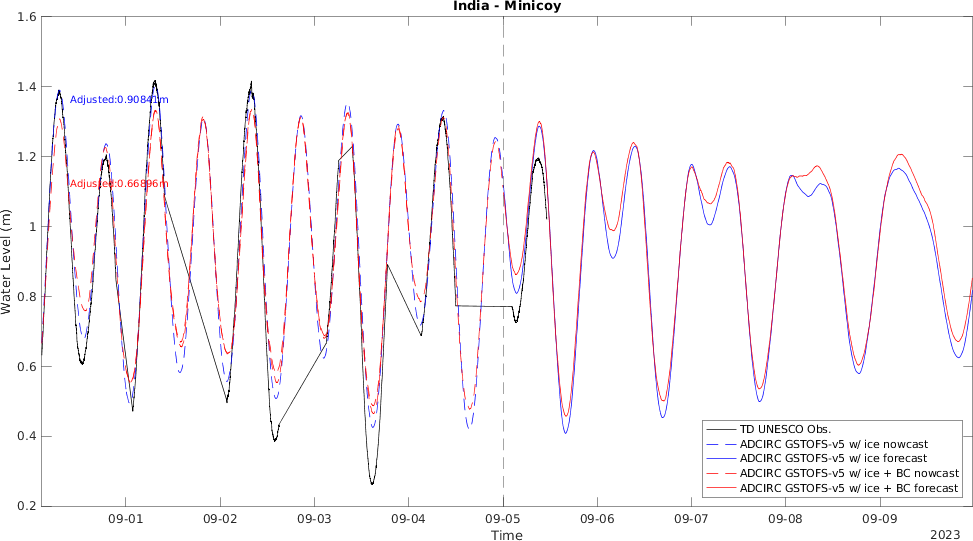 India - Minicoy
1.6
1.4
1.2
1
0.8
0.6
0.4
0.2
Water Level (m)
Adjusted:0.90841m
Adjusted:0.66896m
TD UNESCO Obs.
ADCIRC GSTOFS-v5 w/ ice nowcast
ADCIRC GSTOFS-v5 w/ ice forecast
ADCIRC GSTOFS-v5 w/ ice + BC nowcast
ADCIRC GSTOFS-v5 w/ ice + BC forecast
09-01 09-02 09-03 09-04 09-05 09-06 09-07 09-08 09-09
Time
2023